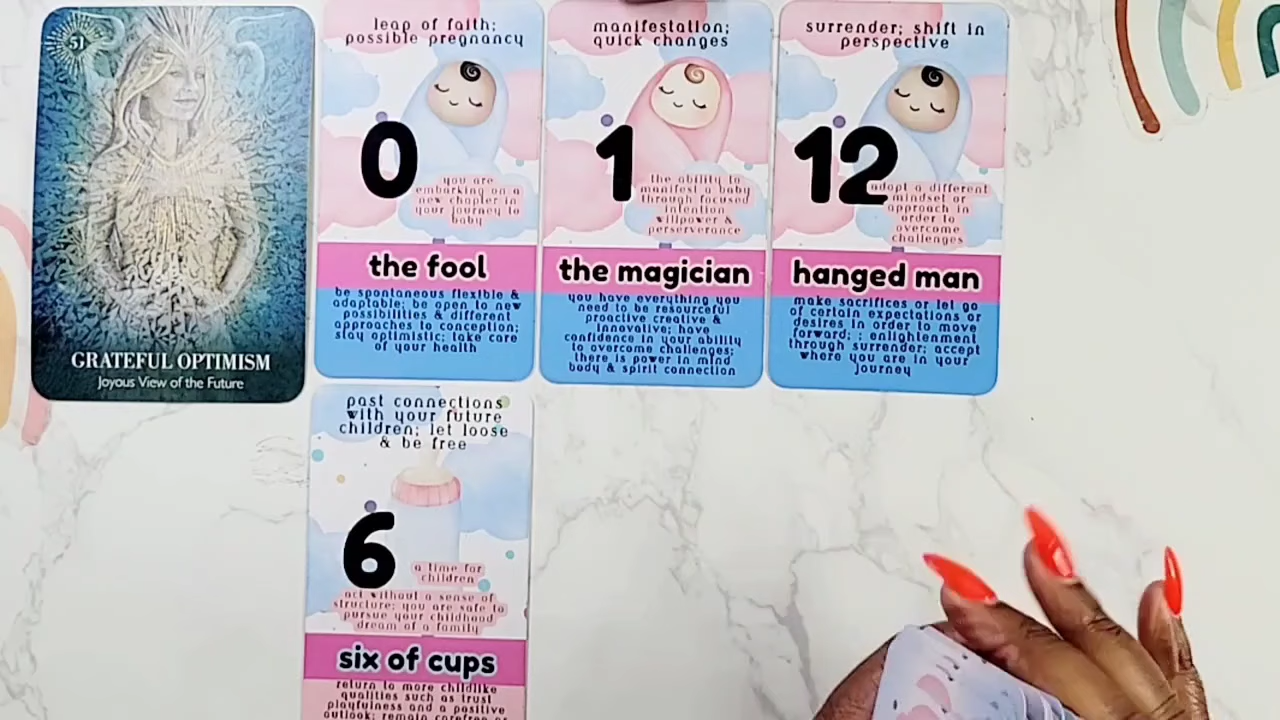 51
GRATEFUL OPTIMISM
Joyous View of the Future
leap of faith;
possible pregnancy
0
you are
embarking on a
new chapter in
your journey to
baby
the fool
be spontaneous flexible &
adaptable; be open to new
possibilities & different
approaches to conception;
stay optimistic; take care
of your health
manifestation;
quick changes
1
the ability to
manifest a baby
through focused
intention
willpower &
perserverance
the magician
you have everything you
need to be resourceful
proactive creative &
innovative; have
confidence in your ability
to overcome challenges;
there is power in mind
body & spirit connection
surrender; shift in
perspective
12
adopt a different
mindset or
approach in
order to
overcome
challenges
hanged man
make sacrifices or let go
of certain expectations or
desires in order to move
forward; ; enlightenment
through surrender; accept
where you are in your
journey
past connections
with your future
children; let loose
& be free
6
a time for
children
act without a sense of
structure; you are safe to
pursue your childhood
dream of a family
six of cups
return to more childlike
qualities such as trust
playfulness and a positive
outlook; remain carefree or